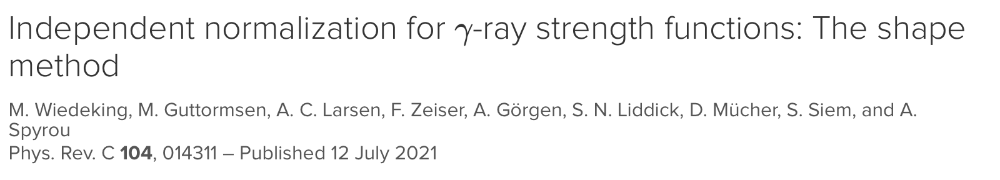 Independent normalization for γ-ray strength functions: The shape
method
M. Wiedeking, M. Guttormsen, A. C. Larsen, F. Zeiser, A. Görgen, S. N. Liddick, D. Mücher, S. Siem, and A.
Spyrou
Phys. Rev. C 104, 014311 – Published 12 July 2021